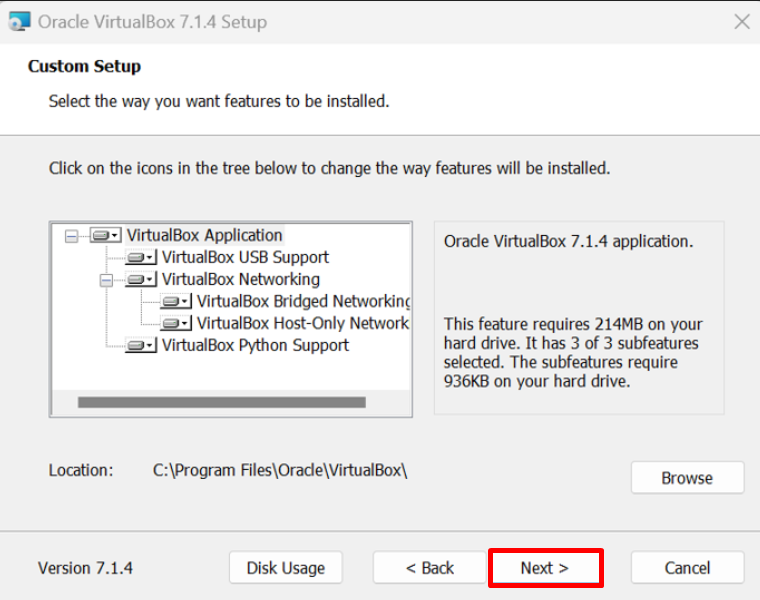 Oracle VirtualBox 7.1.4 Setup
Custom Setup
Select the way you want features to be installed.
Click on the icons in the tree below to change the way features will be installed.
VirtualBox Application
VirtualBox USB Support
VirtualBox Networking
VirtualBox Bridged Networking
VirtualBox Host-Only Network
VirtualBox Python Support
Oracle VirtualBox 7.1.4 application.
This feature requires 214MB on your
hard drive. It has 3 of 3 subfeatures
selected. The subfeatures require
936KB on your hard drive.
Location: C:\Program Files\Oracle\VirtualBox\
Browse
Version 7.1.4
Disk Usage
< Back
Next >
Cancel